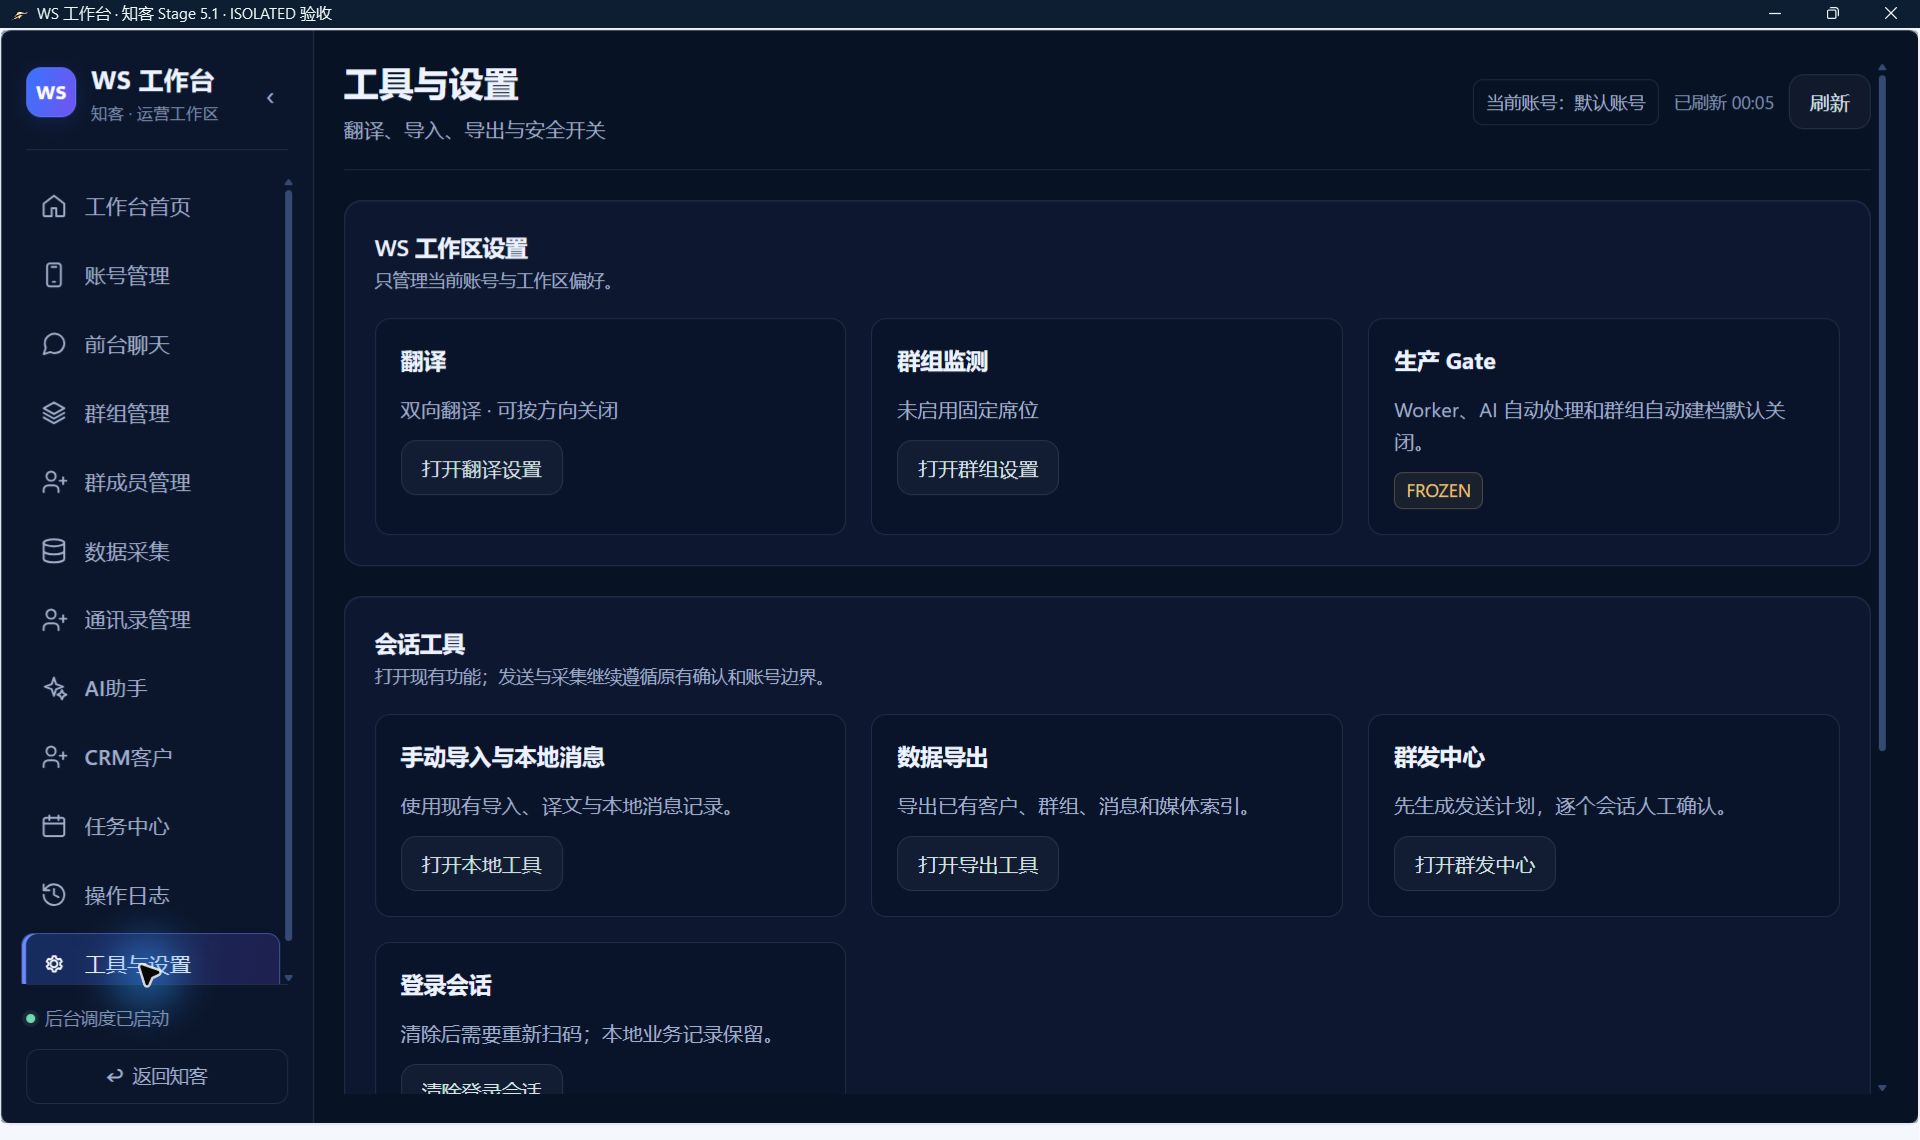 WS 工作台 · 知客 Stage 5.1 · ISOLATED 验收
WS
WS 工作台
知客 · 运营工作区
工作台首页
账号管理
前台聊天
群组管理
群成员管理
数据采集
通讯录管理
AI助手
CRM客户
任务中心
操作日志
工具与设置
后台调度已启动
返回知客
工具与设置
翻译、导入、导出与安全开关
当前账号：默认账号
已刷新 00:05
刷新
WS 工作区设置
只管理当前账号与工作区偏好。
翻译
双向翻译 · 可按方向关闭
打开翻译设置
群组监测
未启用固定席位
打开群组设置
生产 Gate
Worker、AI 自动处理和群组自动建档默认关
闭。
FROZEN
会话工具
打开现有功能；发送与采集继续遵循原有确认和账号边界。
手动导入与本地消息
使用现有导入、译文与本地消息记录。
打开本地工具
数据导出
导出已有客户、群组、消息和媒体索引。
打开导出工具
群发中心
先生成发送计划，逐个会话人工确认。
打开群发中心
登录会话
清除后需要重新扫码；本地业务记录保留。
清除登录会话